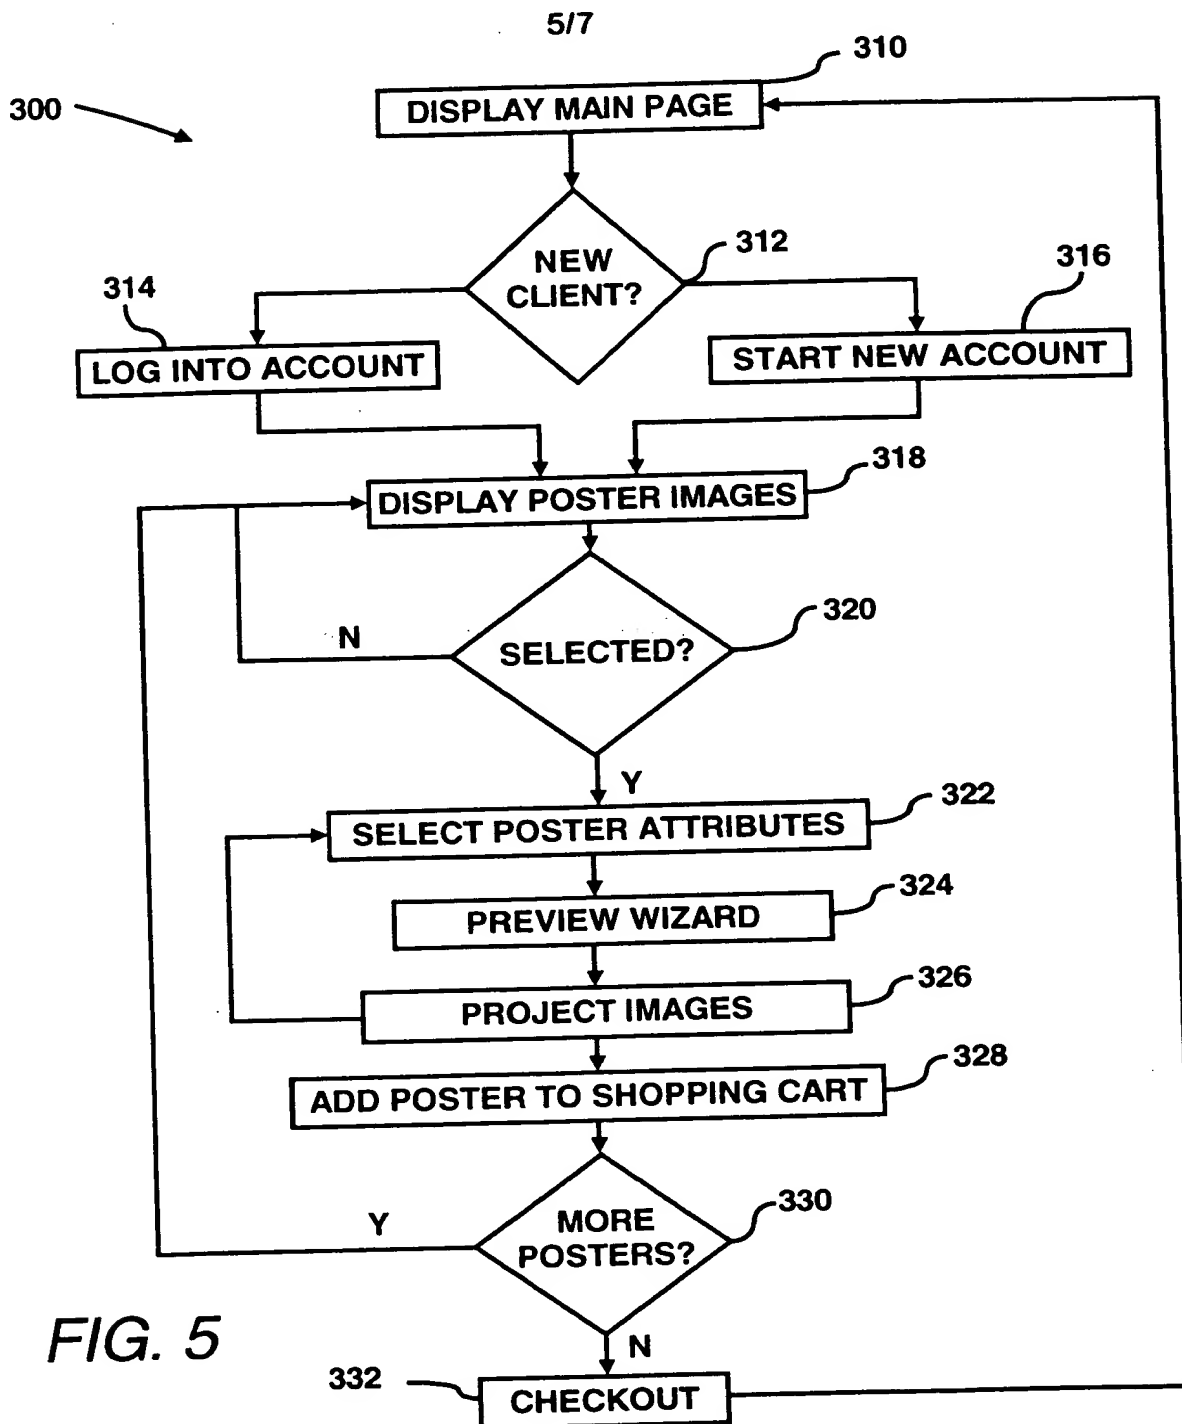 5/7
310
300
DISPLAY MAIN PAGE
312
NEW
CLIENT?
316
314
LOG INTO ACCOUNT
START NEW ACCOUNT
318
DISPLAY POSTER IMAGES
320
N
SELECTED?
Y
322
SELECT POSTER ATTRIBUTES
324
PREVIEW WIZARD
326
PROJECT IMAGES
328
ADD POSTER TO SHOPPING CART
330
Y
MORE
POSTERS?
FIG. 5
N
332
CHECKOUT